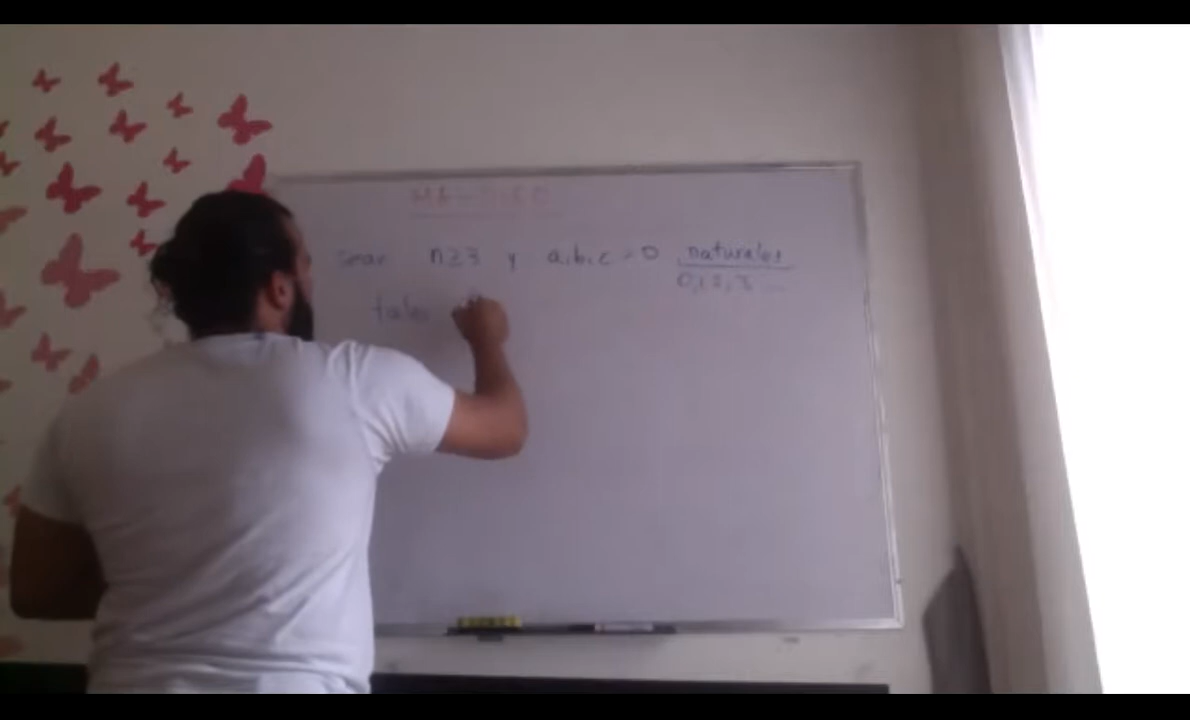 sean n≥3 y a,b,c > 0 naturales
0,1,2,3...
tales